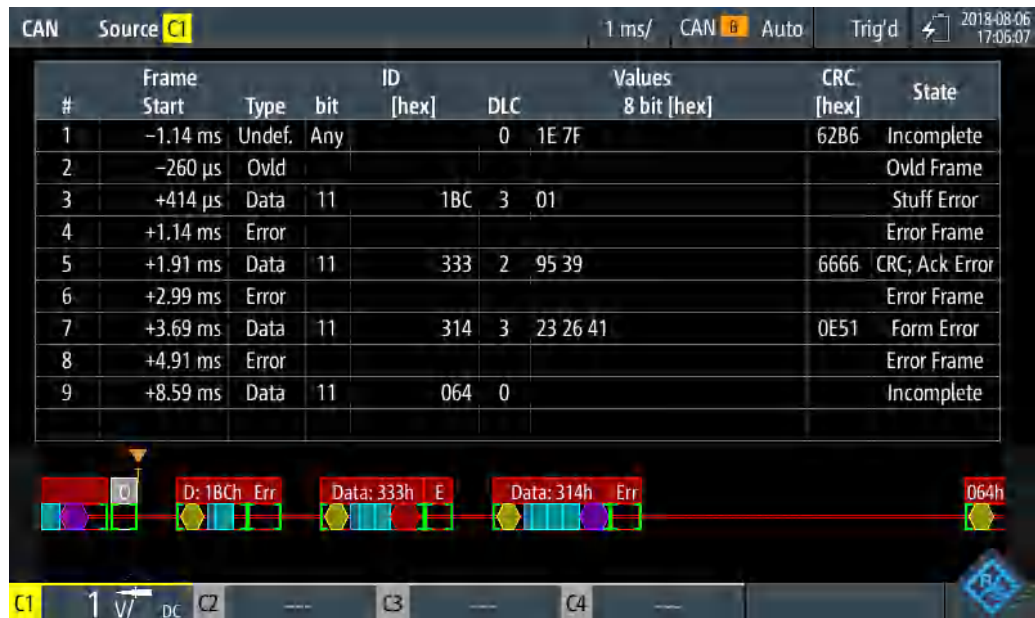 CAN Source C1 1 ms/ CAN B Auto Trig'd 2018-08-06
17:06:07
Frame ID Values CRC State
# Start Type bit [hex] DLC 8 bit [hex] [hex]
1 −1.14 ms Undef. Any 0 1E 7F 62B6 Incomplete
2 −260 µs Ovld Ovld Frame
3 +414 µs Data 11 1BC 3 01 Stuff Error
4 +1.14 ms Error Error Frame
5 +1.91 ms Data 11 333 2 95 39 6666 CRC; Ack Error
6 +2.99 ms Error Error Frame
7 +3.69 ms Data 11 314 3 23 26 41 0E51 Form Error
8 +4.91 ms Error Error Frame
9 +8.59 ms Data 11 064 0 Incomplete
O D: 1BCh Err Data: 333h E Data: 314h Err 064h
C1 1 V/ DC C2 --- C3 --- C4 ---
R S